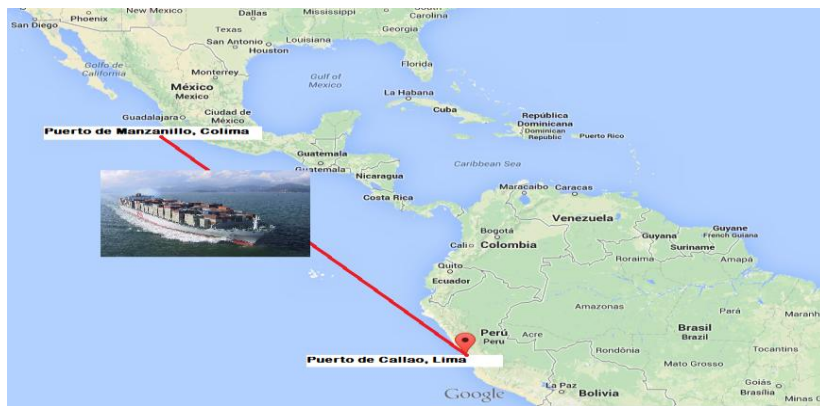 New Mexico
Dallas
Mississippi
South
Carolina
Phoenix
San Diego
Texas
Georgia
San Antonio
Louisiana
Houston
Golfo de
California
Florida
Monterrey
Gulf of
Mexico
México
Mexico
La Habana
Guadalajara
Ciudad de
México
Cuba
República
Dominicana
Dominican
Republic
Puerto Rico
Puerto de Manzanillo, Colima
Guatemala
Guatemala
Caribbean Sea
Nicaragua
Costa Rica
Maracaibo
Caracas
Venezuela
Guyane
French Guiana
Guyana
Suriname
Bogotá
Cali
Colombia
Roraima
Amapá
Quito
Ecuador
Amazonas
Pará
Maranh
Perú
Peru
Acre
Brasil
Brazil
Rondônia
Tocantins
Puerto de Callao, Lima
Mato Grosso
La Paz
Bolivia
Goiás
Brasília
Minas G
Google